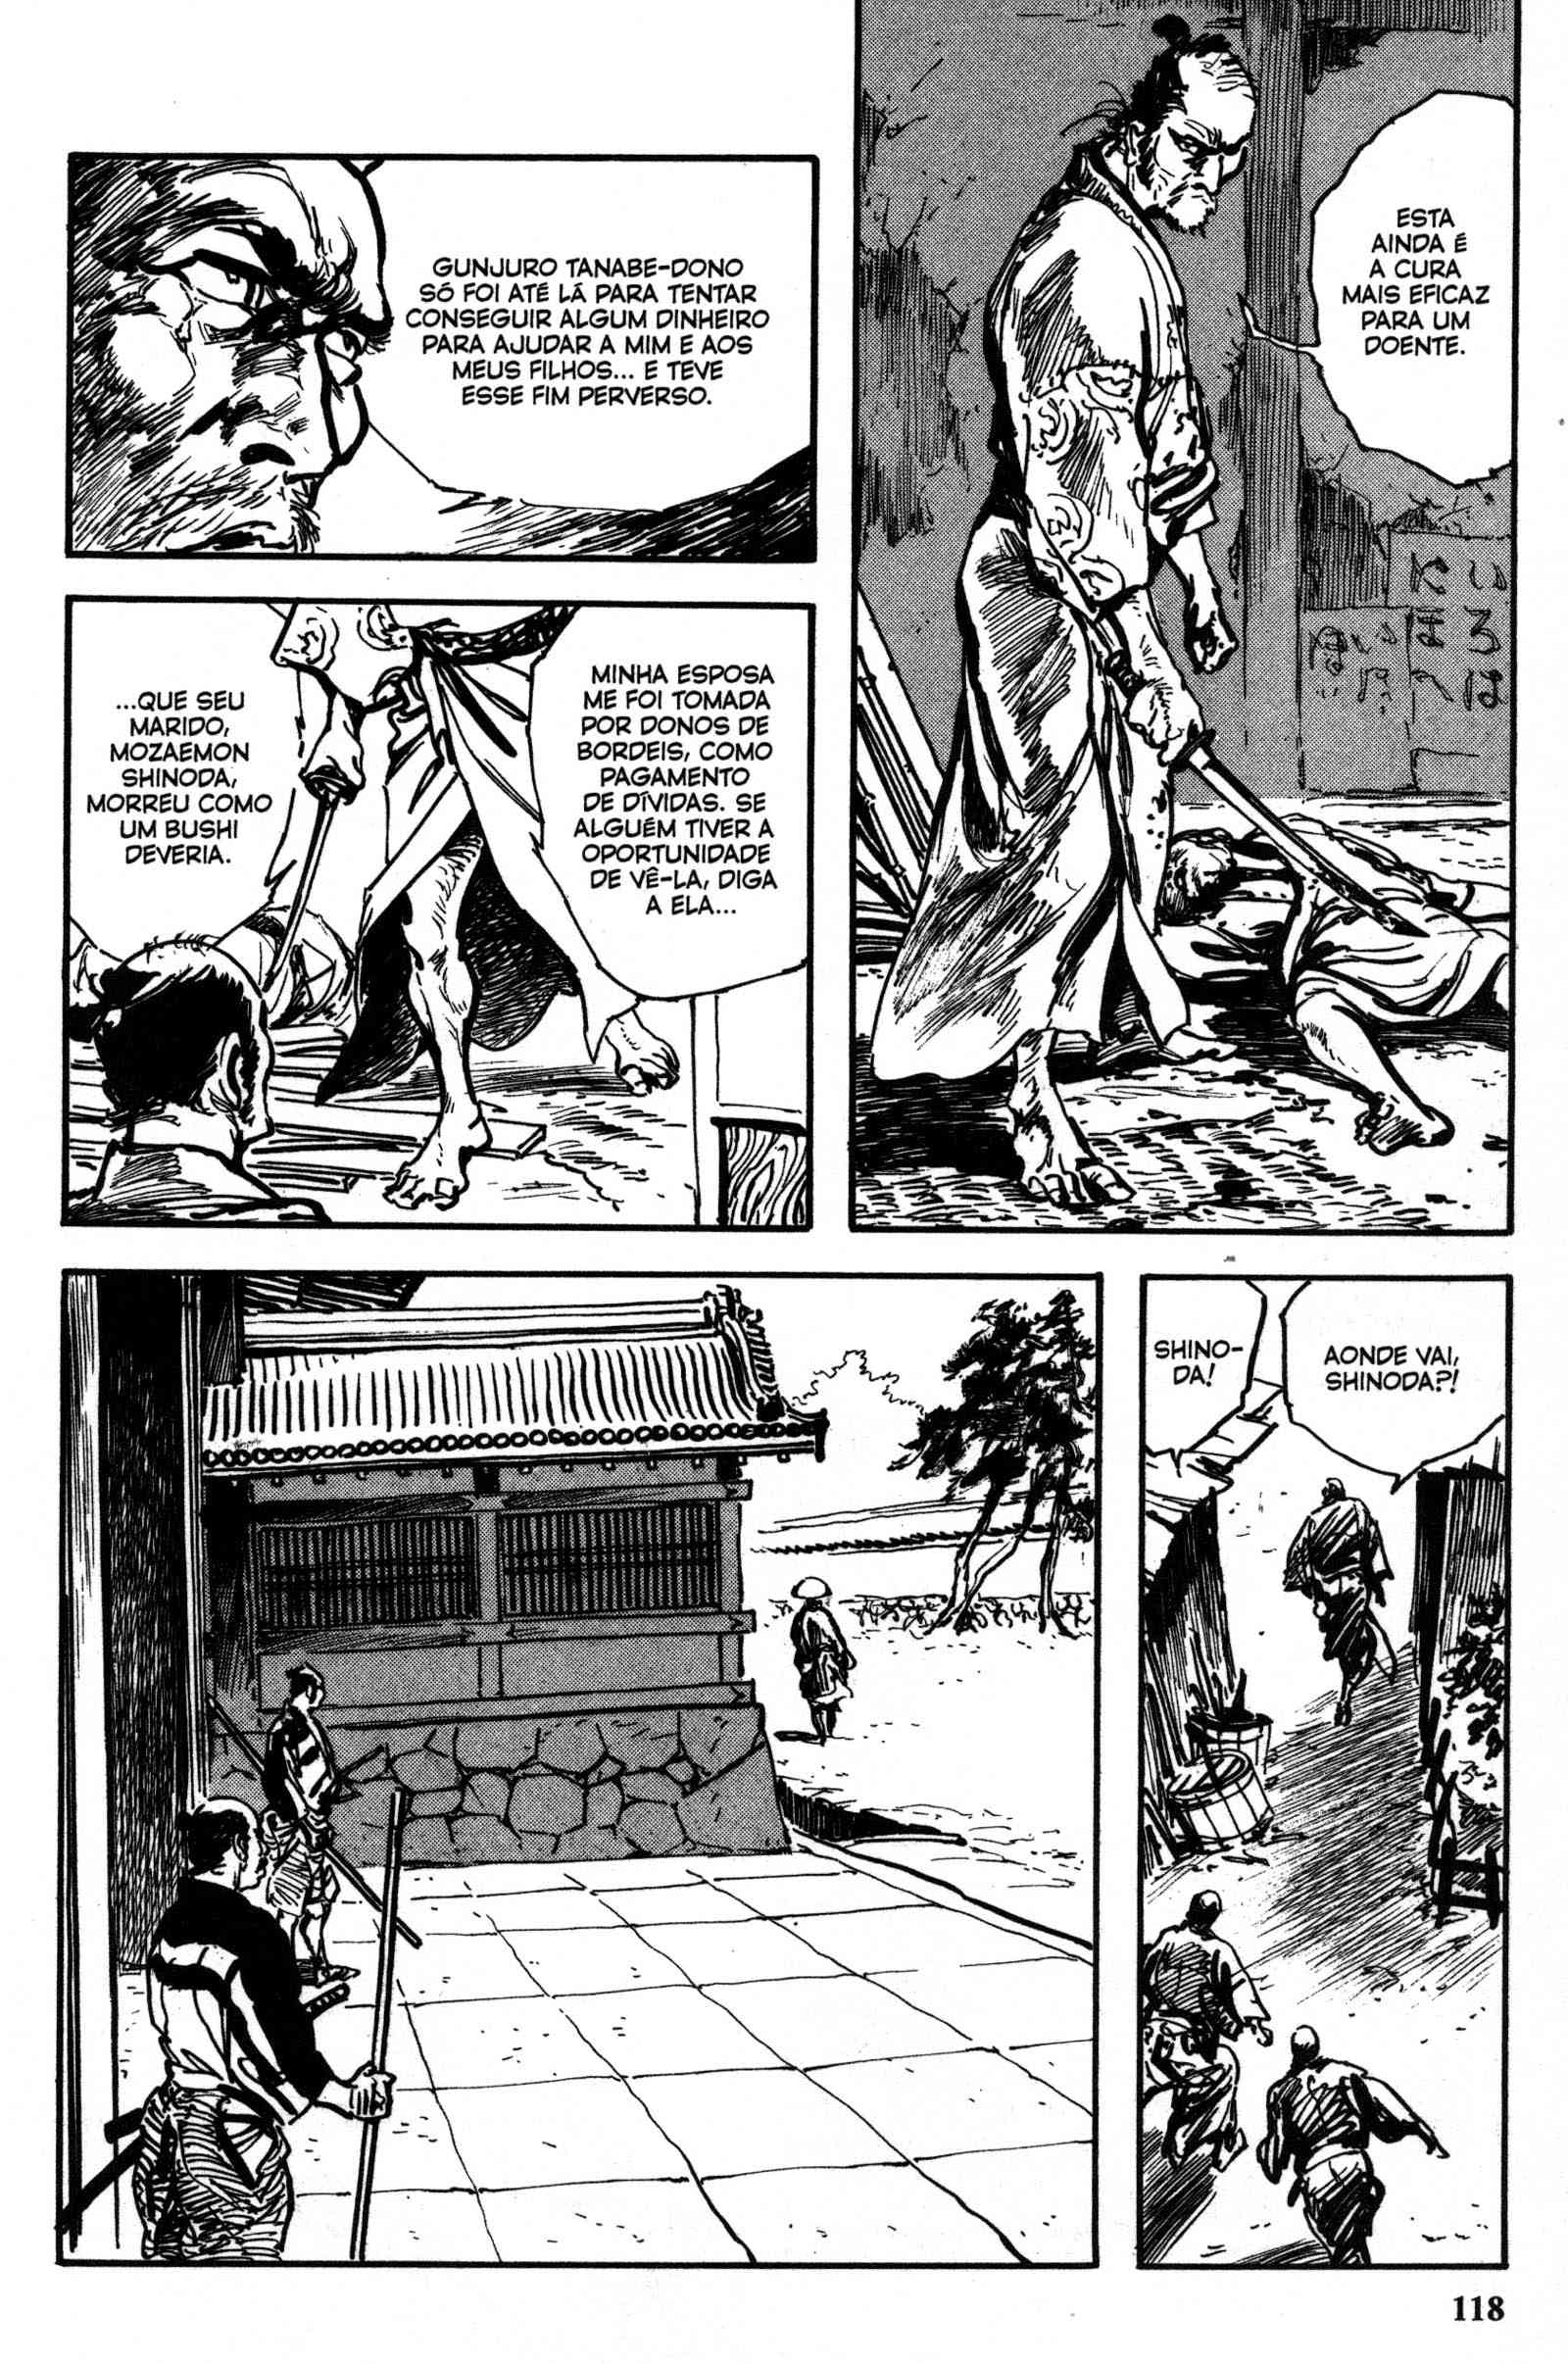 ESTA
AINDA É
A CURA
MAIS EFICAZ
PARA UM
DOENTE.
いろは
GUNJURO TANABE-DONO
SÓ FOI ATÉ LÁ PARA TENTAR
CONSEGUIR ALGUM DINHEIRO
PARA AJUDAR A MIM E AOS
MEUS FILHOS... E TEVE
ESSE FIM PERVERSO.
MINHA ESPOSA
ME FOI TOMADA
POR DONOS DE
BORDEIS, COMO
PAGAMENTO
DE DÍVIDAS. SE
ALGUÉM TIVER A
OPORTUNIDADE
DE VÊ-LA, DIGA
A ELA...
...QUE SEU
MARIDO,
MOZAEMON
SHINODA,
MORREU COMO
UM BUSHI
DEVERIA.
AONDE VAI,
SHINODA?!
SHINO-
DA!
118